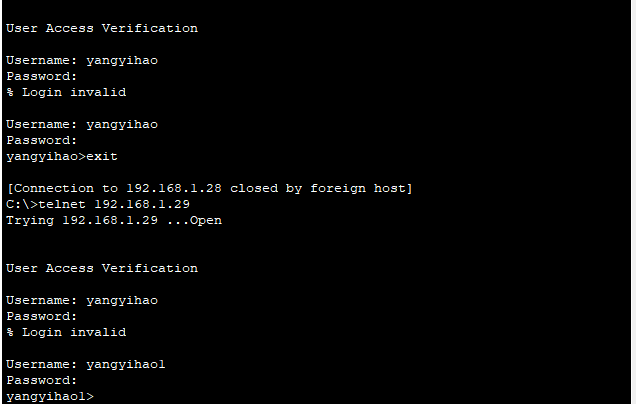 User Access Verification
Username: yangyihao
Password:
% Login invalid
Username: yangyihao
Password:
yangyihao>exit
[Connection to 192.168.1.28 closed by foreign host]
C:\>telnet 192.168.1.29
Trying 192.168.1.29 ...Open
User Access Verification
Username: yangyihao
Password:
% Login invalid
Username: yangyihao1
Password:
yangyihao1>